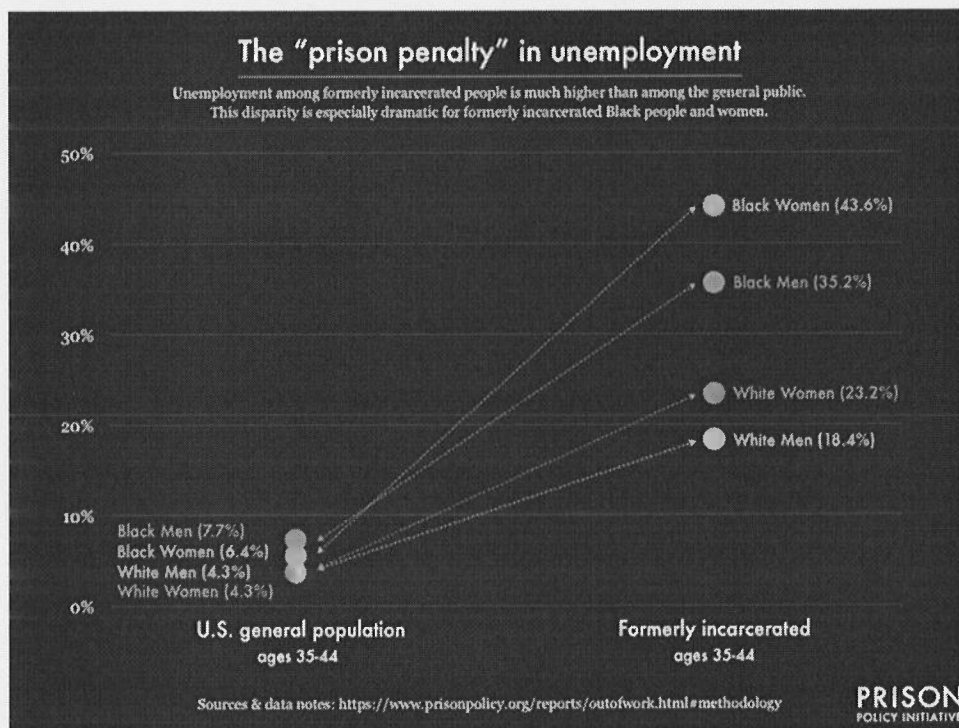 The “prison penalty” in unemployment
Unemployment among formerly incarcerated people is much higher than among the general public.
This disparity is especially dramatic for formerly incarcerated Black people and women.
50%
Black Women (43.6%)
40%
Black Men (35.2%)
30%
White Women (23.2%)
20%
White Men (18.4%)
10%
Black Men (7.7%)
Black Women (6.4%)
White Men (4.3%)
White Women (4.3%)
0%
U.S. general population
ages 35-44
Formerly incarcerated
ages 35-44
Sources & data notes: https://www.prisonpolicy.org/reports/outofwork.html#methodology
PRISON
POLICY INITIATIVE